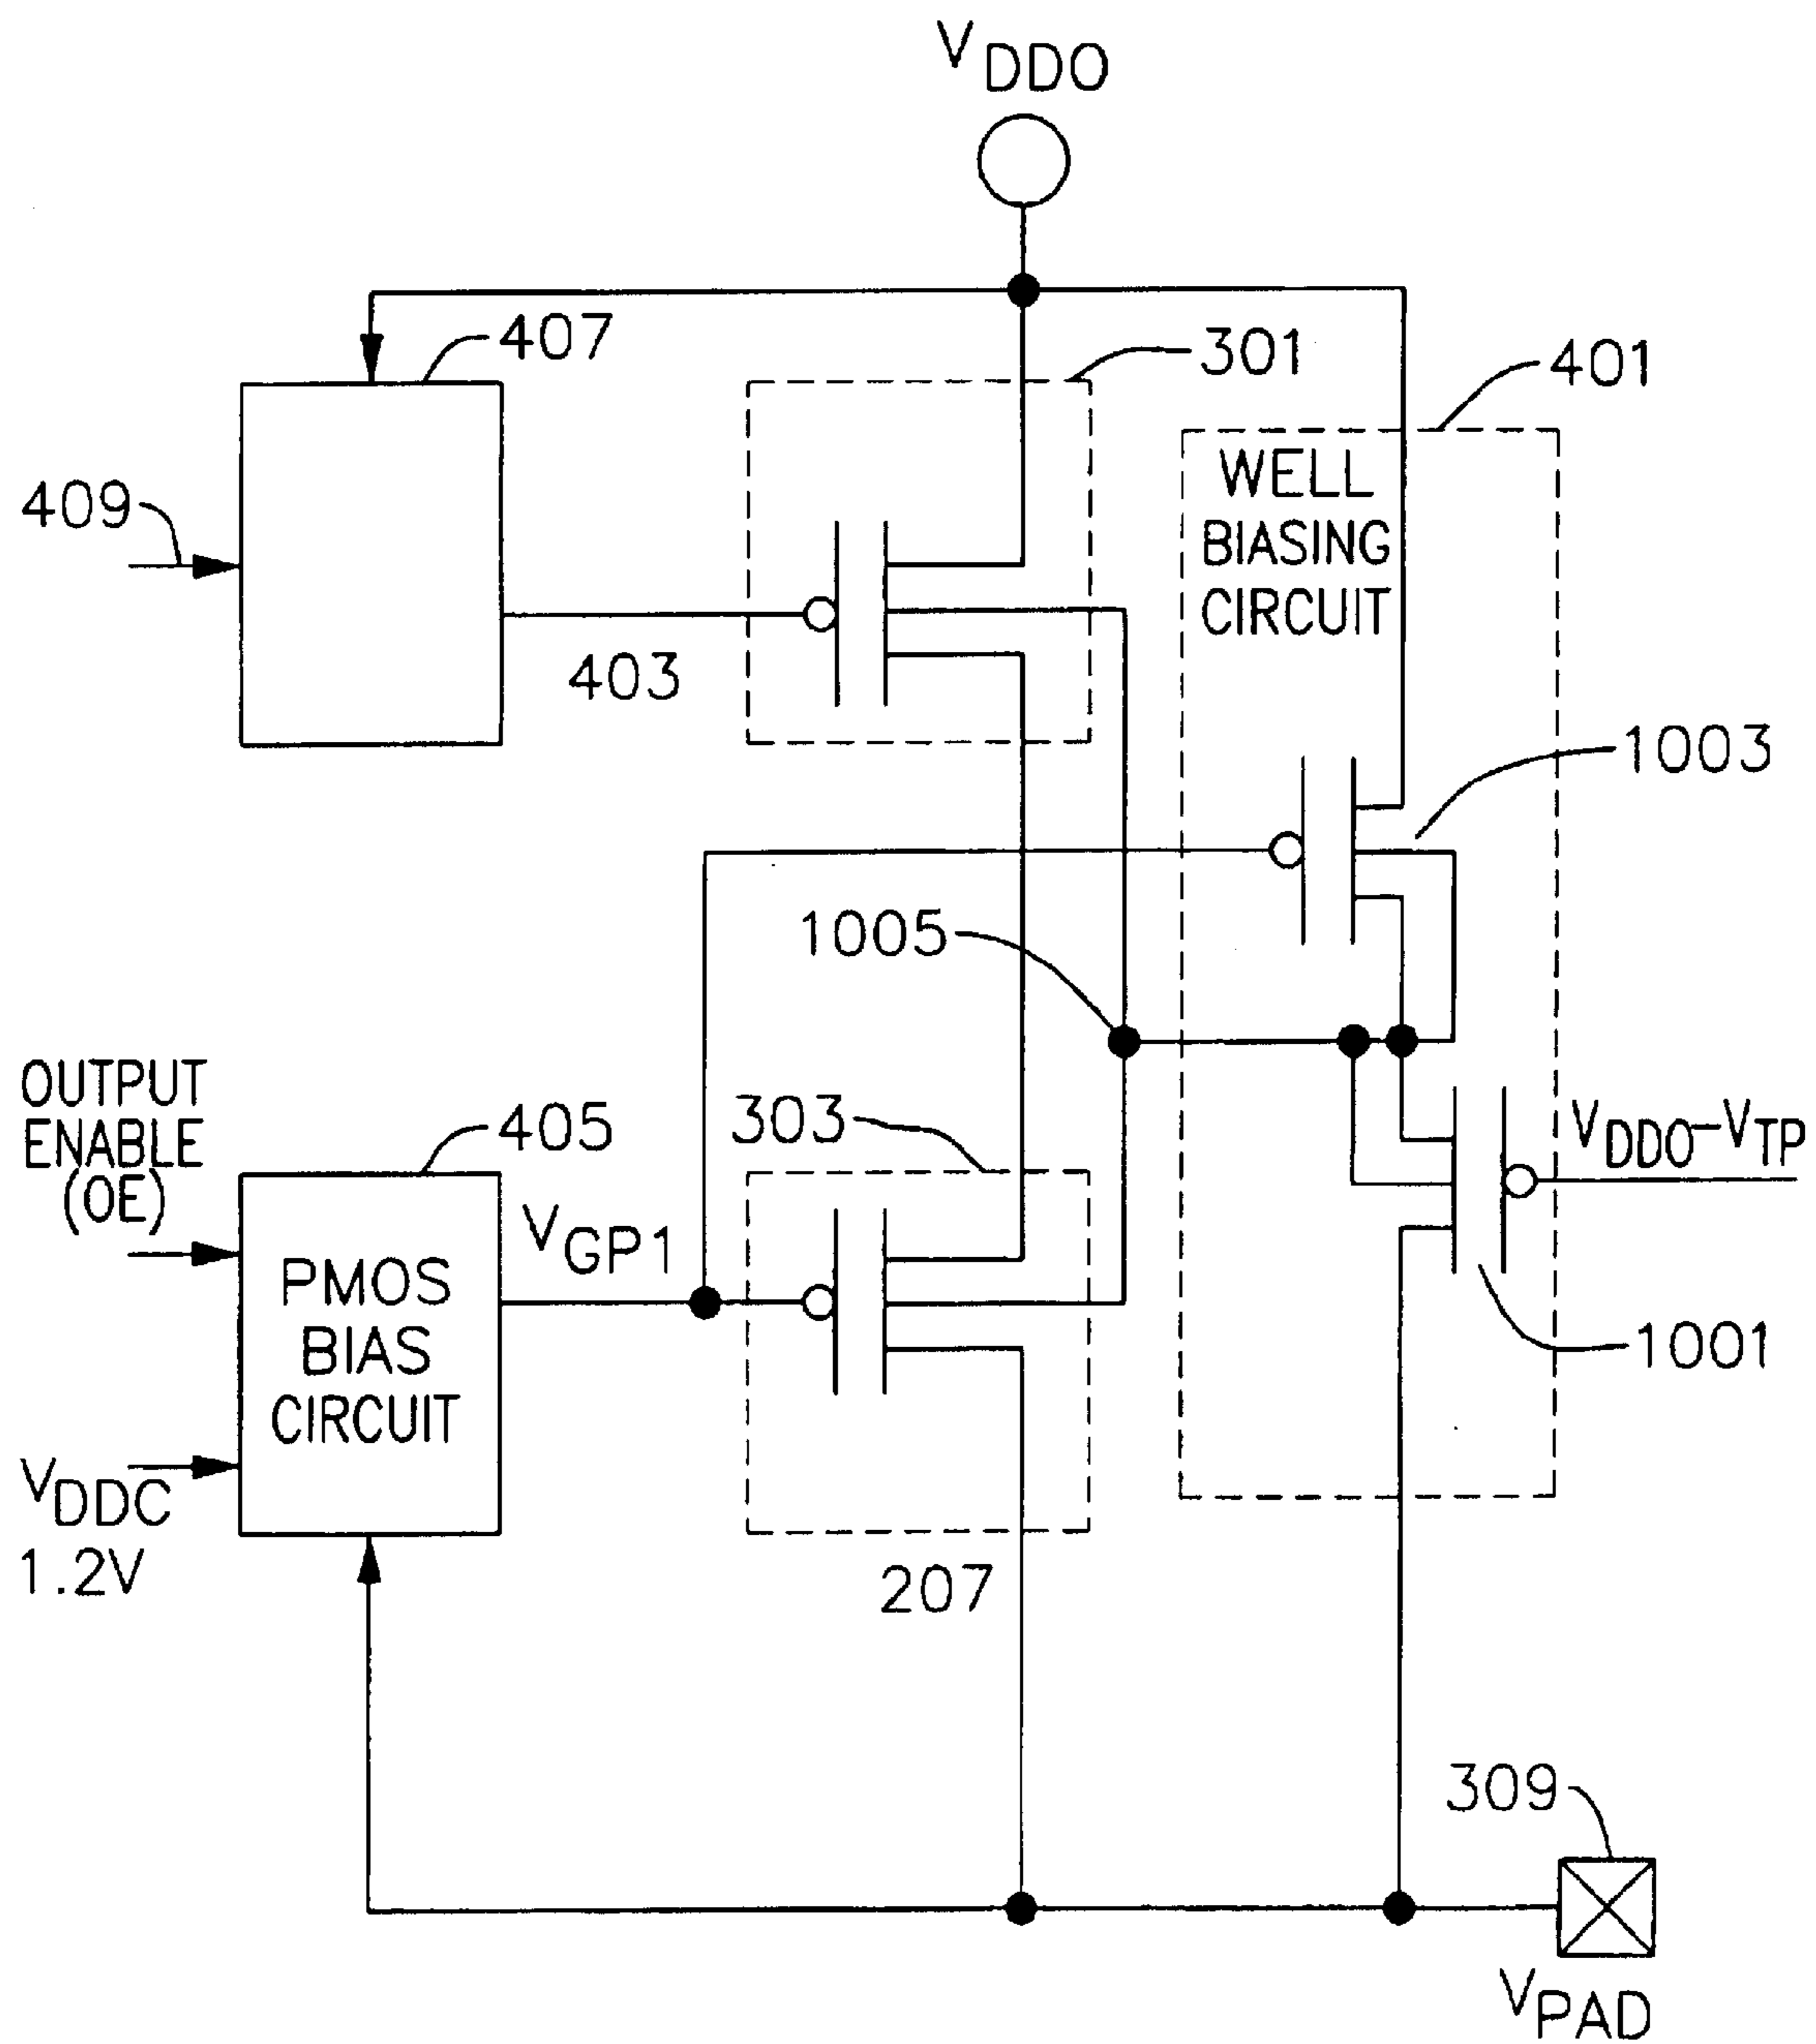 VDDO
407
301
401
WELL
BIASING
CIRCUIT
409
403
1003
1005
OUTPUT
ENABLE
(OE)
405
303
VDDO-VTP
VGP1
PMOS
BIAS
CIRCUIT
1001
VDDC
1.2V
207
309
VPAD